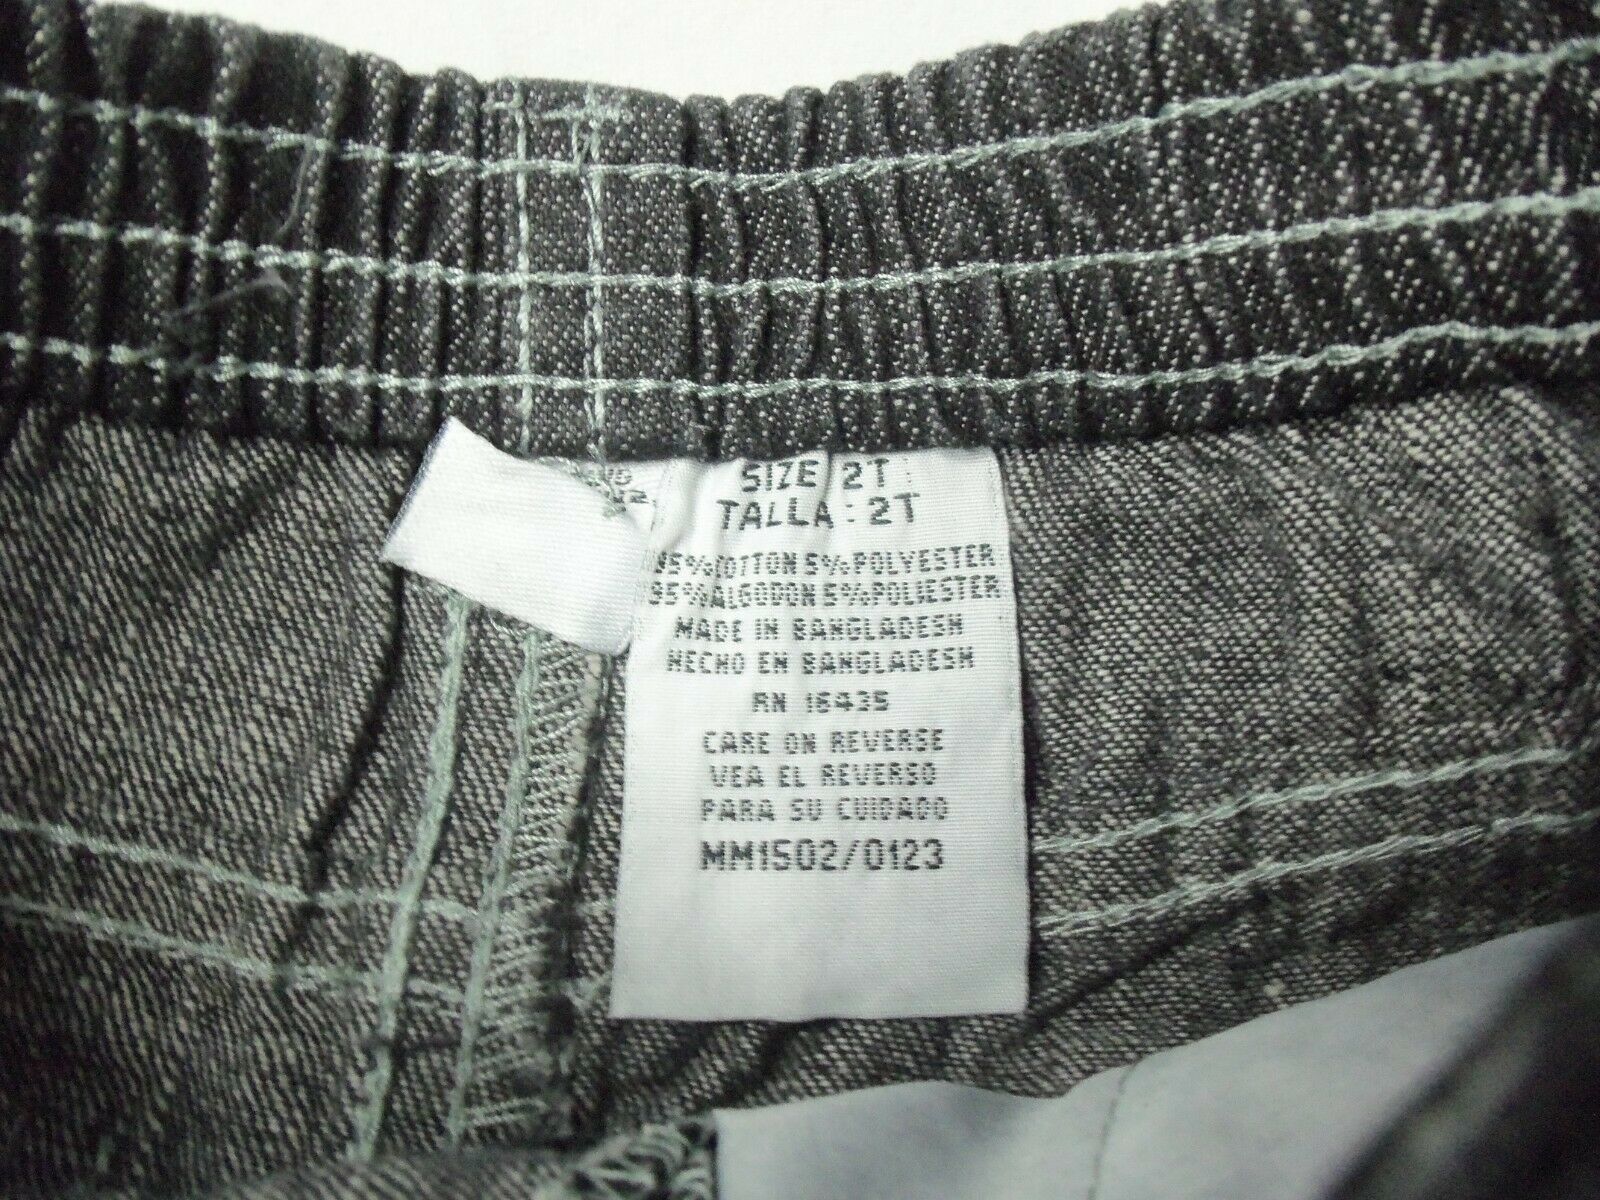 SIZE 2T
TALLA : 2T
95% COTTON 5% POLYESTER
95% ALGODON 5% POLIESTER
MADE IN BANGLADESH
HECHO EN BANGLADESH
RN 16435
CARE ON REVERSE
VEA EL REVERSO
PARA SU CUIDADO
MM1502/0123